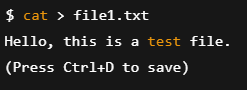 $ cat > file1.txt
Hello, this is a test file.
(Press Ctrl+D to save)